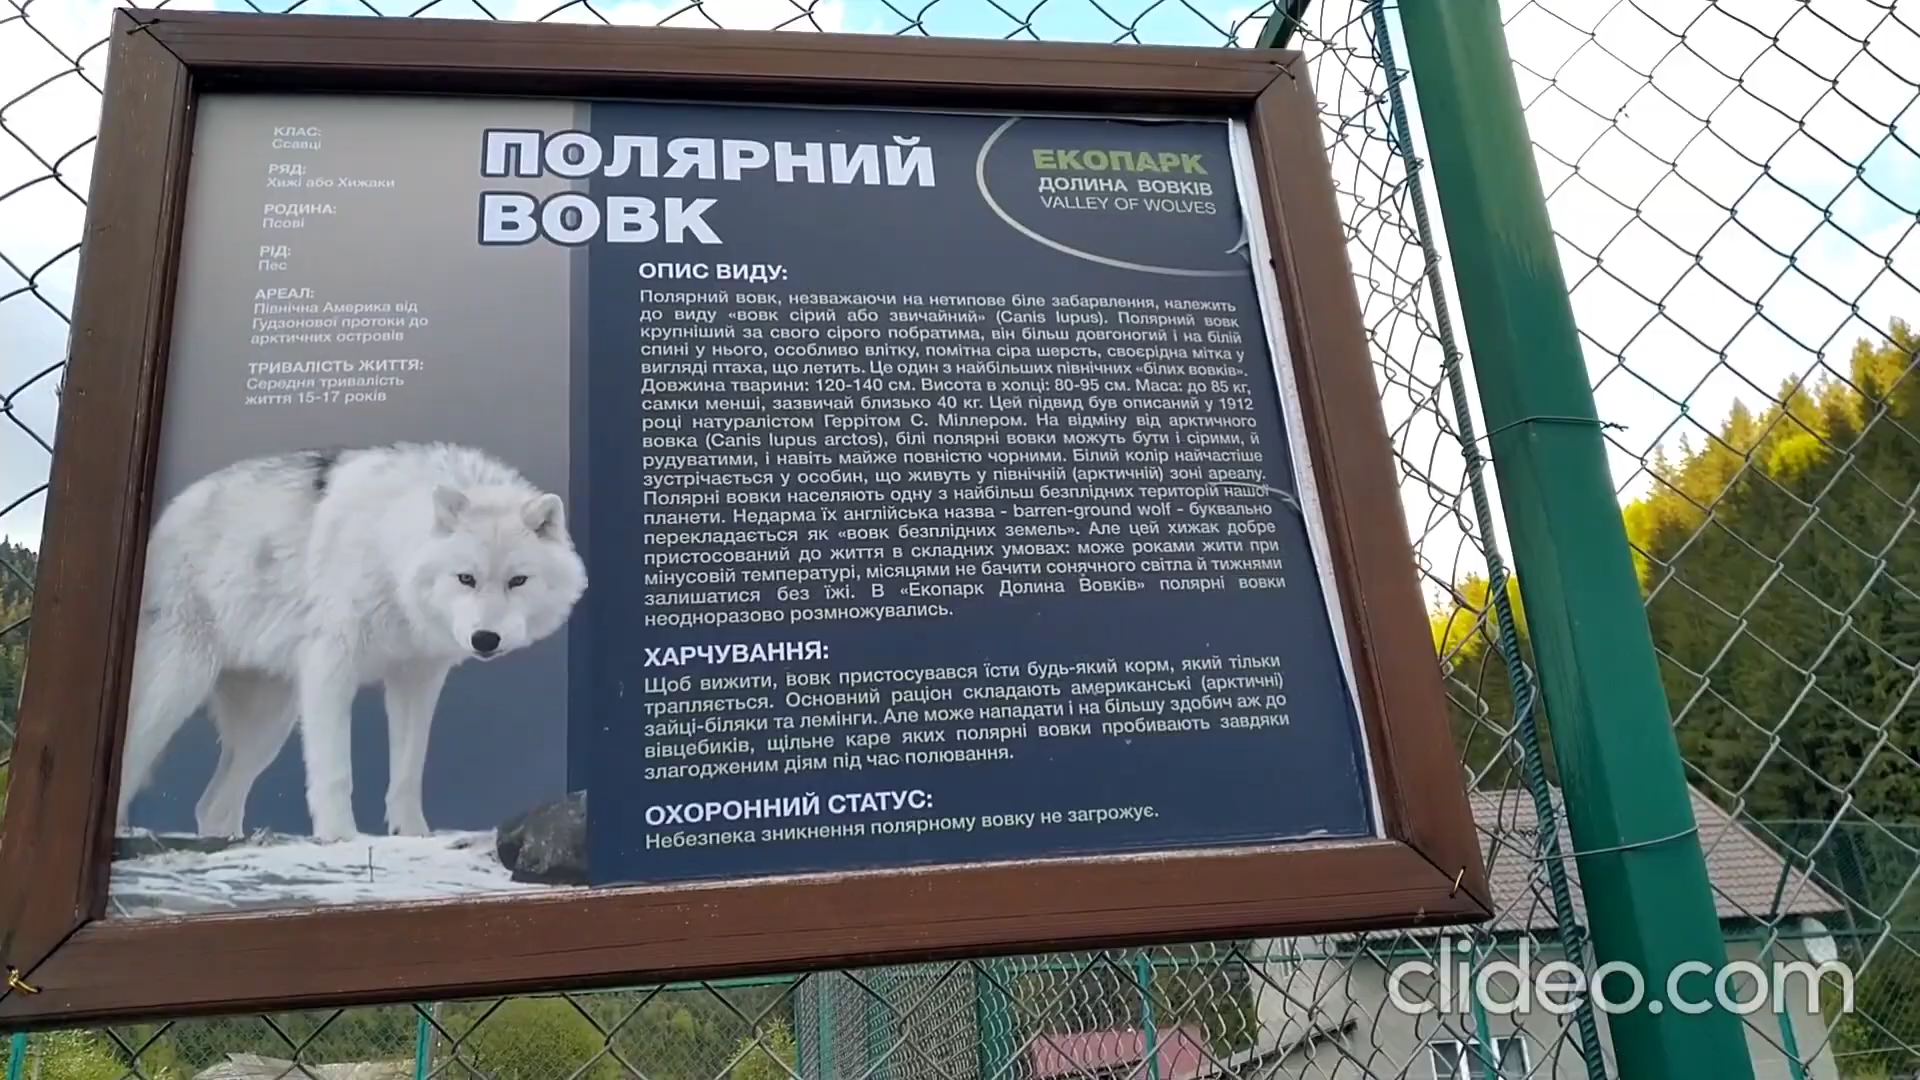 КЛАС:
Ссавці
РЯД:
Хижі або Хижаки
РОДИНА:
Псові
РІД:
Пес
АРЕАЛ:
Північна Америка від
Гудзонової протоки до
арктичних островів
ТРИВАЛІСТЬ ЖИТТЯ:
Середня тривалість
життя 15-17 років
ПОЛЯРНИЙ
ВОВК
ЕКОПАРК
ДОЛИНА ВОВКІВ
VALLEY OF WOLVES
ОПИС ВИДУ:
Полярний вовк, незважаючи на нетипове біле забарвлення, належить
до виду «вовк сірий або звичайний» (Canis lupus). Полярний вовк
крупніший за свого сірого побратима, він більш довгоногий і на білій
спині у нього, особливо влітку, помітна сіра шерсть, своєрідна мітка у
вигляді птаха, що летить. Це один з найбільших північних «білих вовків».
Довжина тварини: 120-140 см. Висота в холці: 80-95 см. Маса: до 85 кг,
самки менші, зазвичай близько 40 кг. Цей підвид був описаний у 1912
році натуралістом Геррітом С. Міллером. На відміну від арктичного
вовка (Canis lupus arctos), білі полярні вовки можуть бути і сірими, й
рудуватими, і навіть майже повністю чорними. Білий колір найчастіше
зустрічається у особин, що живуть у північній (арктичній) зоні ареалу.
Полярні вовки населяють одну з найбільш безплідних територій нашої
планети. Недарма їх англійська назва - barren-ground wolf - буквально
перекладається як «вовк безплідних земель». Але цей хижак добре
пристосований до життя в складних умовах: може роками жити при
мінусовій температурі, місяцями не бачити сонячного світла й тижнями
залишатися без їжі. В «Екопарк Долина Вовків» полярні вовки
неодноразово розмножувались.
ХАРЧУВАННЯ:
Щоб вижити, вовк пристосувався їсти будь-який корм, який тільки
трапляється. Основний раціон складають американські (арктичні)
зайці-біляки та лемінги. Але може нападати і на більшу здобич аж до
вівцебиків, щільне каре яких полярні вовки пробивають завдяки
злагодженим діям під час полювання.
ОХОРОННИЙ СТАТУС:
Небезпека зникнення полярному вовку не загрожує.
clideo.com